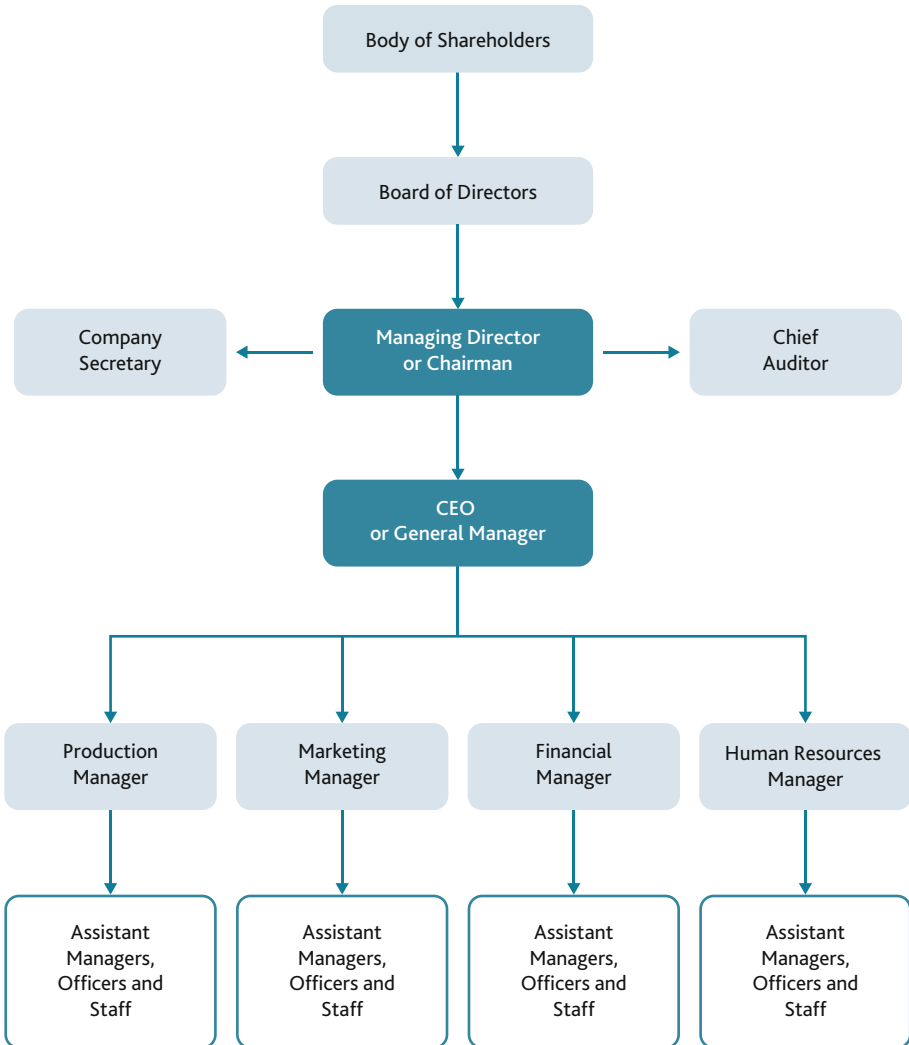 Body of Shareholders
Board of Directors
Company
Secretary
Managing Director
or Chairman
Chief
Auditor
CEO
or General Manager
Production
Manager
Marketing
Manager
Financial
Manager
Human Resources
Manager
Assistant
Managers,
Officers and
Staff
Assistant
Managers,
Officers and
Staff
Assistant
Managers,
Officers and
Staff
Assistant
Managers,
Officers and
Staff